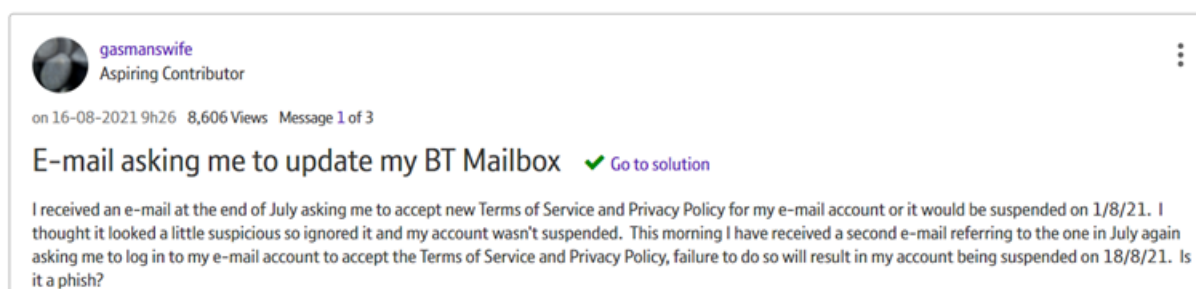 gasmanswife
Aspiring Contributor
on 16-08-2021 9h26 8,606 Views Message 1 of 3
E-mail asking me to update my BT Mailbox Go to solution
I received an e-mail at the end of July asking me to accept new Terms of Service and Privacy Policy for my e-mail account or it would be suspended on 1/8/21. I
thought it looked a little suspicious so ignored it and my account wasn't suspended. This morning I have received a second e-mail referring to the one in July again
asking me to log in to my e-mail account to accept the Terms of Service and Privacy Policy, failure to do so will result in my account being suspended on 18/8/21. Is
it a phish?